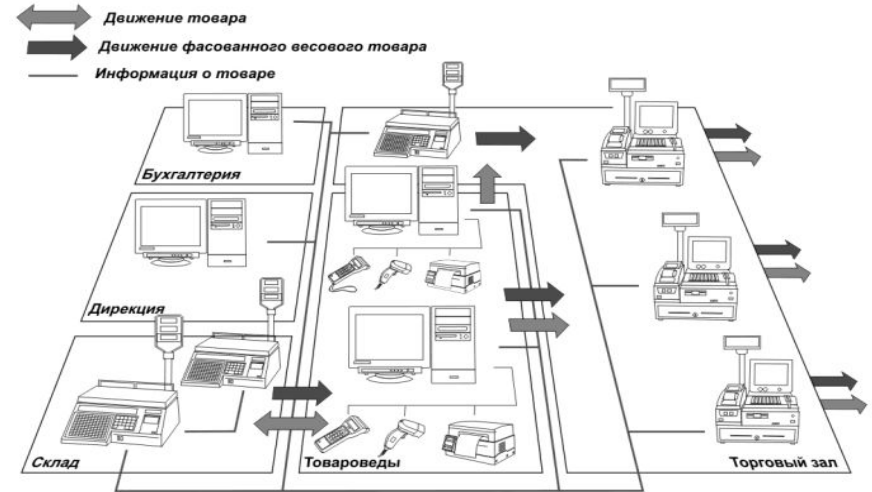 Движение товара
Движение фасованного весового товара
Информация о товаре
Бухгалтерия
Дирекция
Склад
Товароведы
Торговый зал